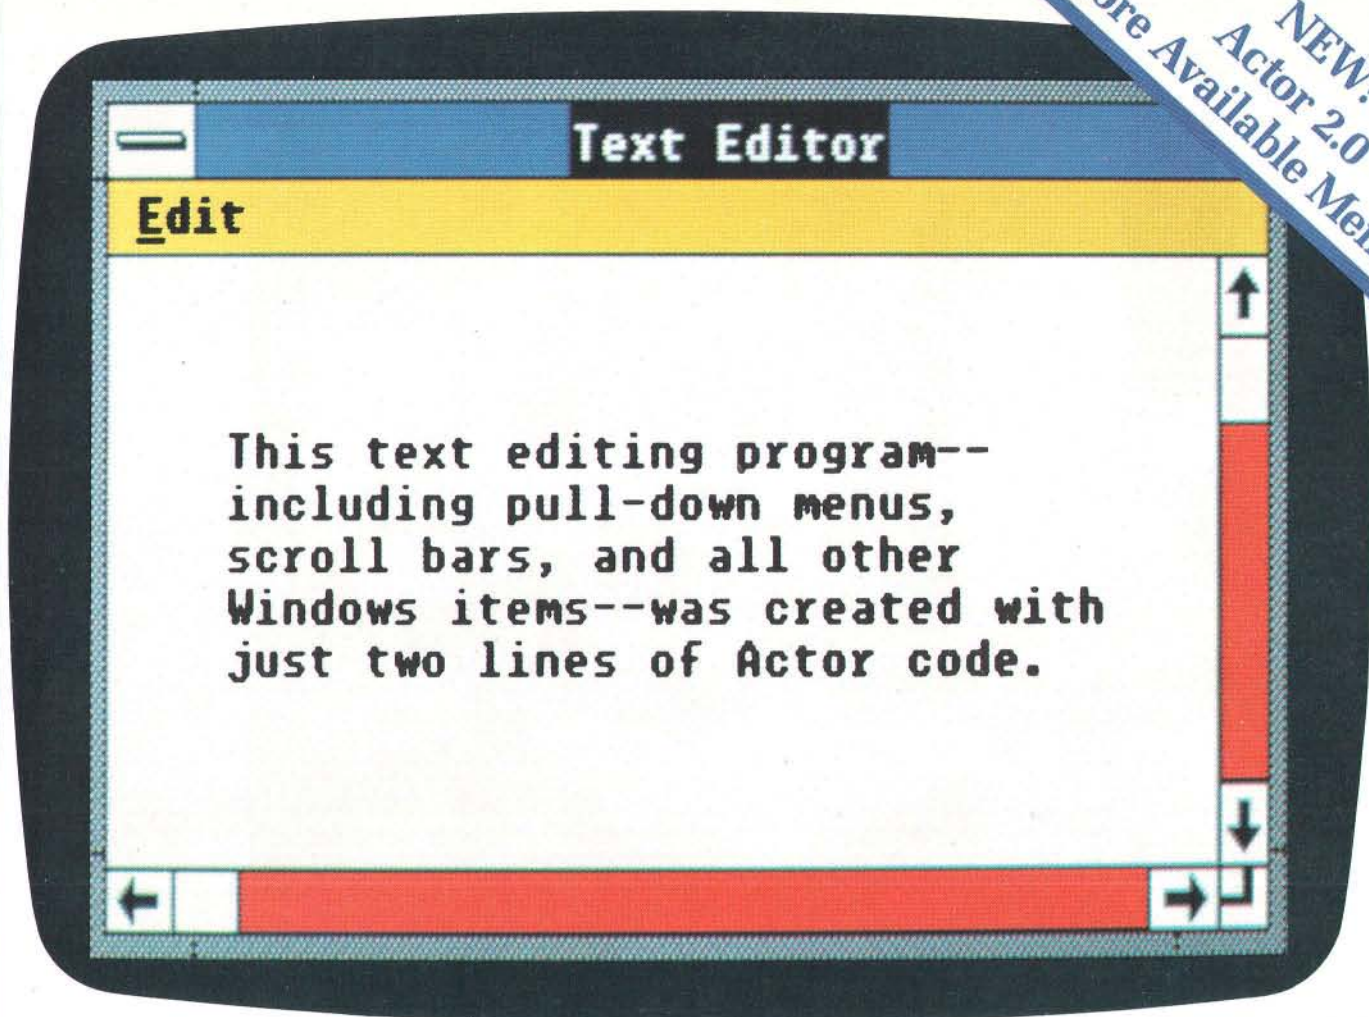 NEW!
Actor 2.0
Available
Text Editor
Edit
This text editing program--
including pull-down menus,
scroll bars, and all other
Windows items--was created with
just two lines of Actor code.